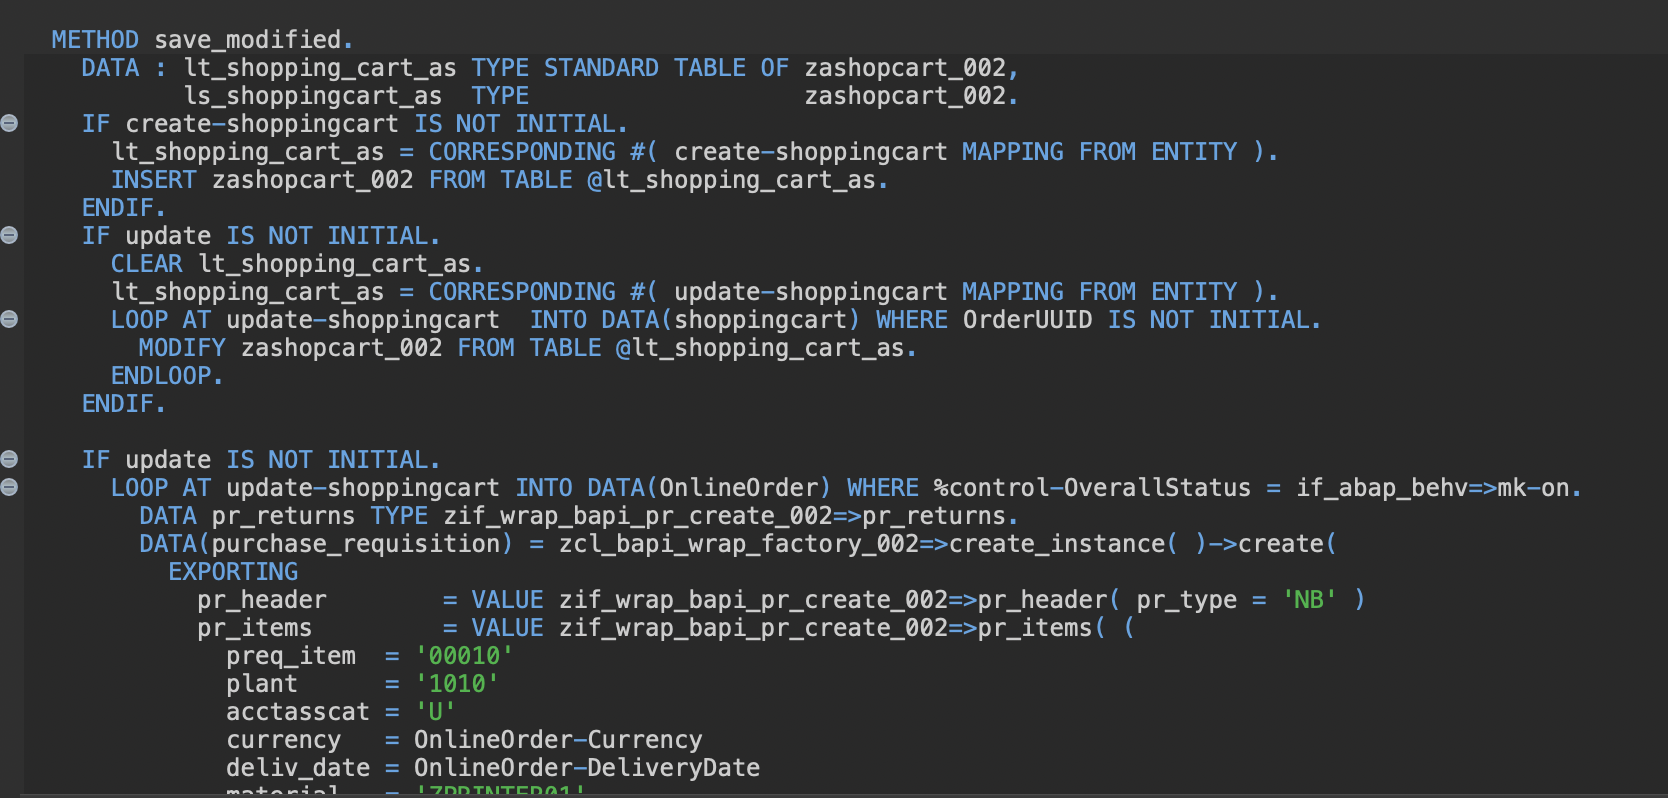 METHOD save_modified.
DATA : lt_shopping_cart_as TYPE STANDARD TABLE OF zashopcart_002,
ls_shoppingcart_as TYPE zashopcart_002.
IF create-shoppingcart IS NOT INITIAL.
lt_shopping_cart_as = CORRESPONDING #( create-shoppingcart MAPPING FROM ENTITY ).
INSERT zashopcart_002 FROM TABLE @lt_shopping_cart_as.
ENDIF.
IF update IS NOT INITIAL.
CLEAR lt_shopping_cart_as.
lt_shopping_cart_as = CORRESPONDING #( update-shoppingcart MAPPING FROM ENTITY ).
LOOP AT update-shoppingcart INTO DATA(shoppingcart) WHERE OrderUUID IS NOT INITIAL.
MODIFY zashopcart_002 FROM TABLE @lt_shopping_cart_as.
ENDLOOP.
ENDIF.
IF update IS NOT INITIAL.
LOOP AT update-shoppingcart INTO DATA(OnlineOrder) WHERE %control-OverallStatus = if_abap_behv=>mk-on.
DATA pr_returns TYPE zif_wrap_bapi_pr_create_002=>pr_returns.
DATA(purchase_requisition) = zcl_bapi_wrap_factory_002=>create_instance( )->create(
EXPORTING
pr_header = VALUE zif_wrap_bapi_pr_create_002=>pr_header( pr_type = 'NB' )
pr_items = VALUE zif_wrap_bapi_pr_create_002=>pr_items( (
preq_item = '00010'
plant = '1010'
acctasscat = 'U'
currency = OnlineOrder-Currency
deliv_date = OnlineOrder-DeliveryDate
material = 'ZPRINTER01'